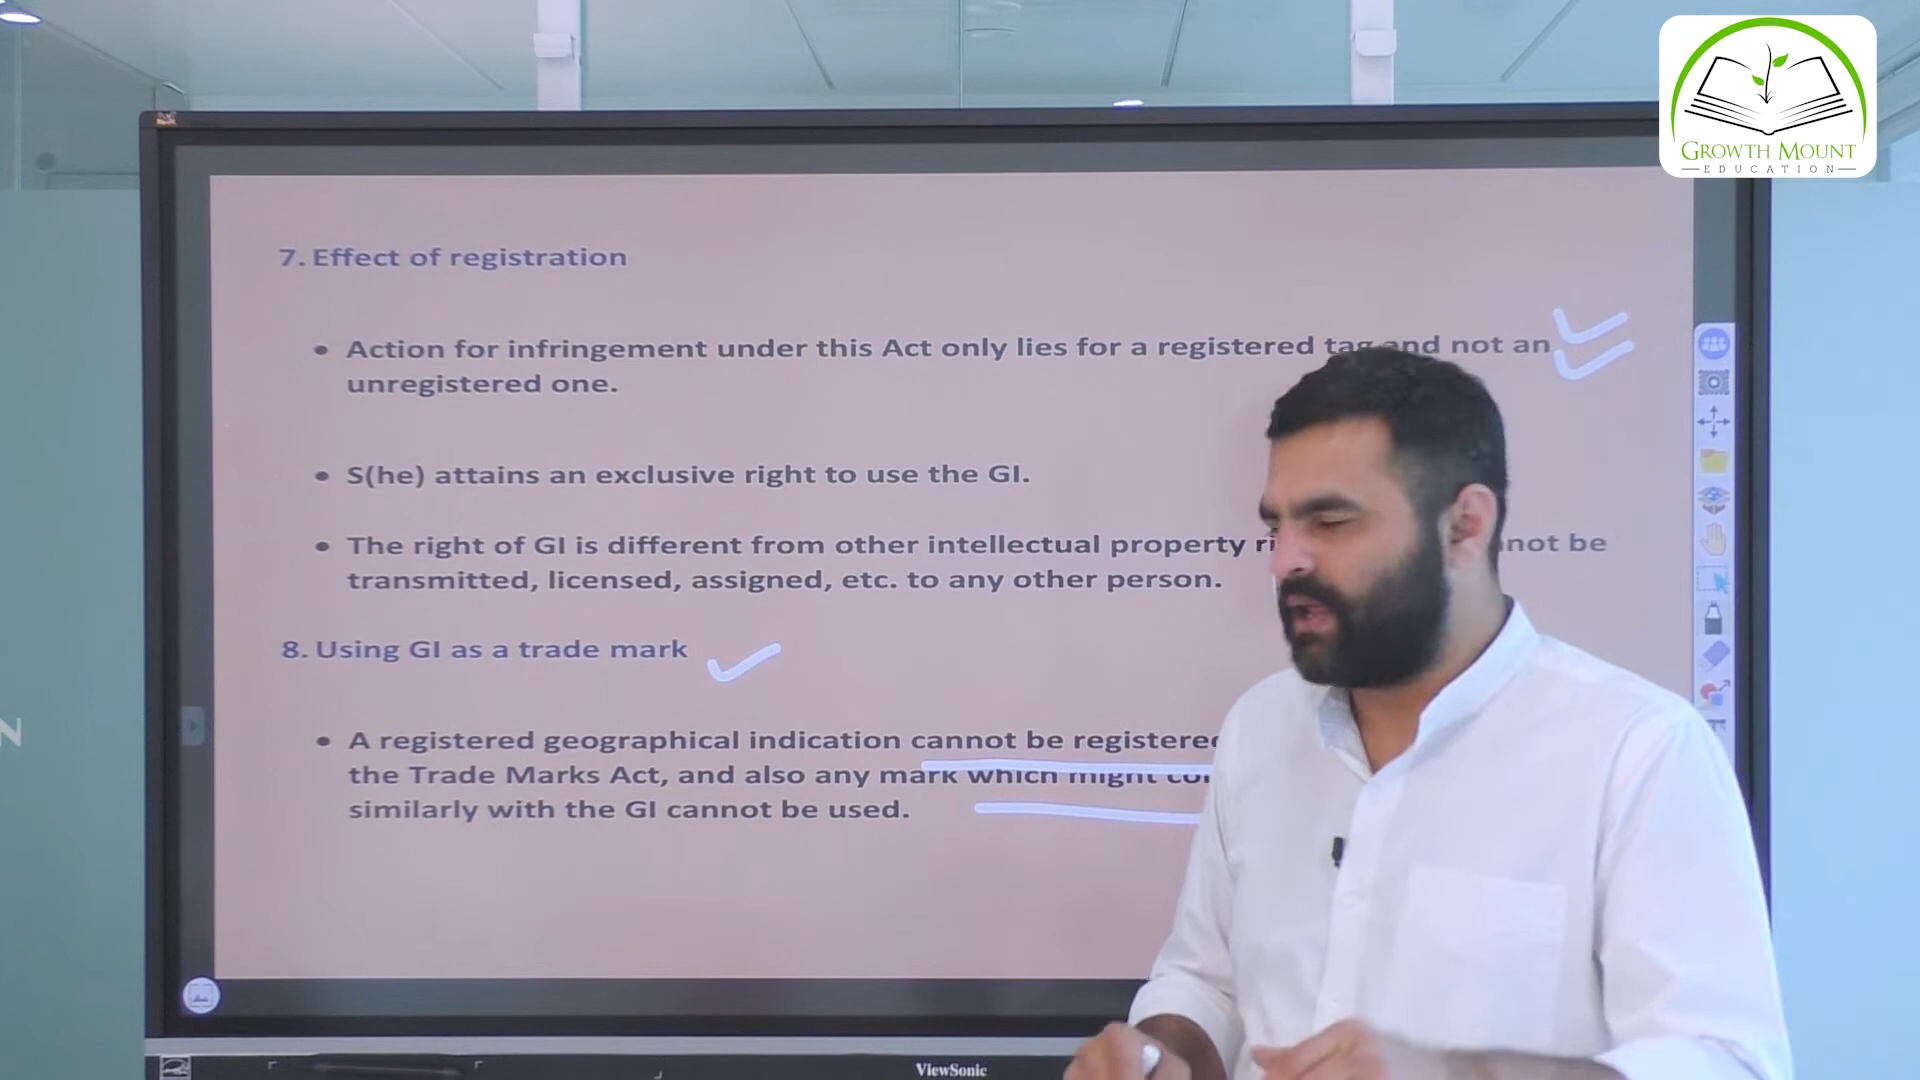 GROWTH MOUNT
EDUCATION
7. Effect of registration
• Action for infringement under this Act only lies for a registered tag and not an
unregistered one.
• S(he) attains an exclusive right to use the GI.
• The right of GI is different from other intellectual property not be
transmitted, licensed, assigned, etc. to any other person.
8. Using GI as a trade mark
• A registered geographical indication cannot be registered
the Trade Marks Act, and also any mark which might
similarly with the GI cannot be used.
N
ViewSonic